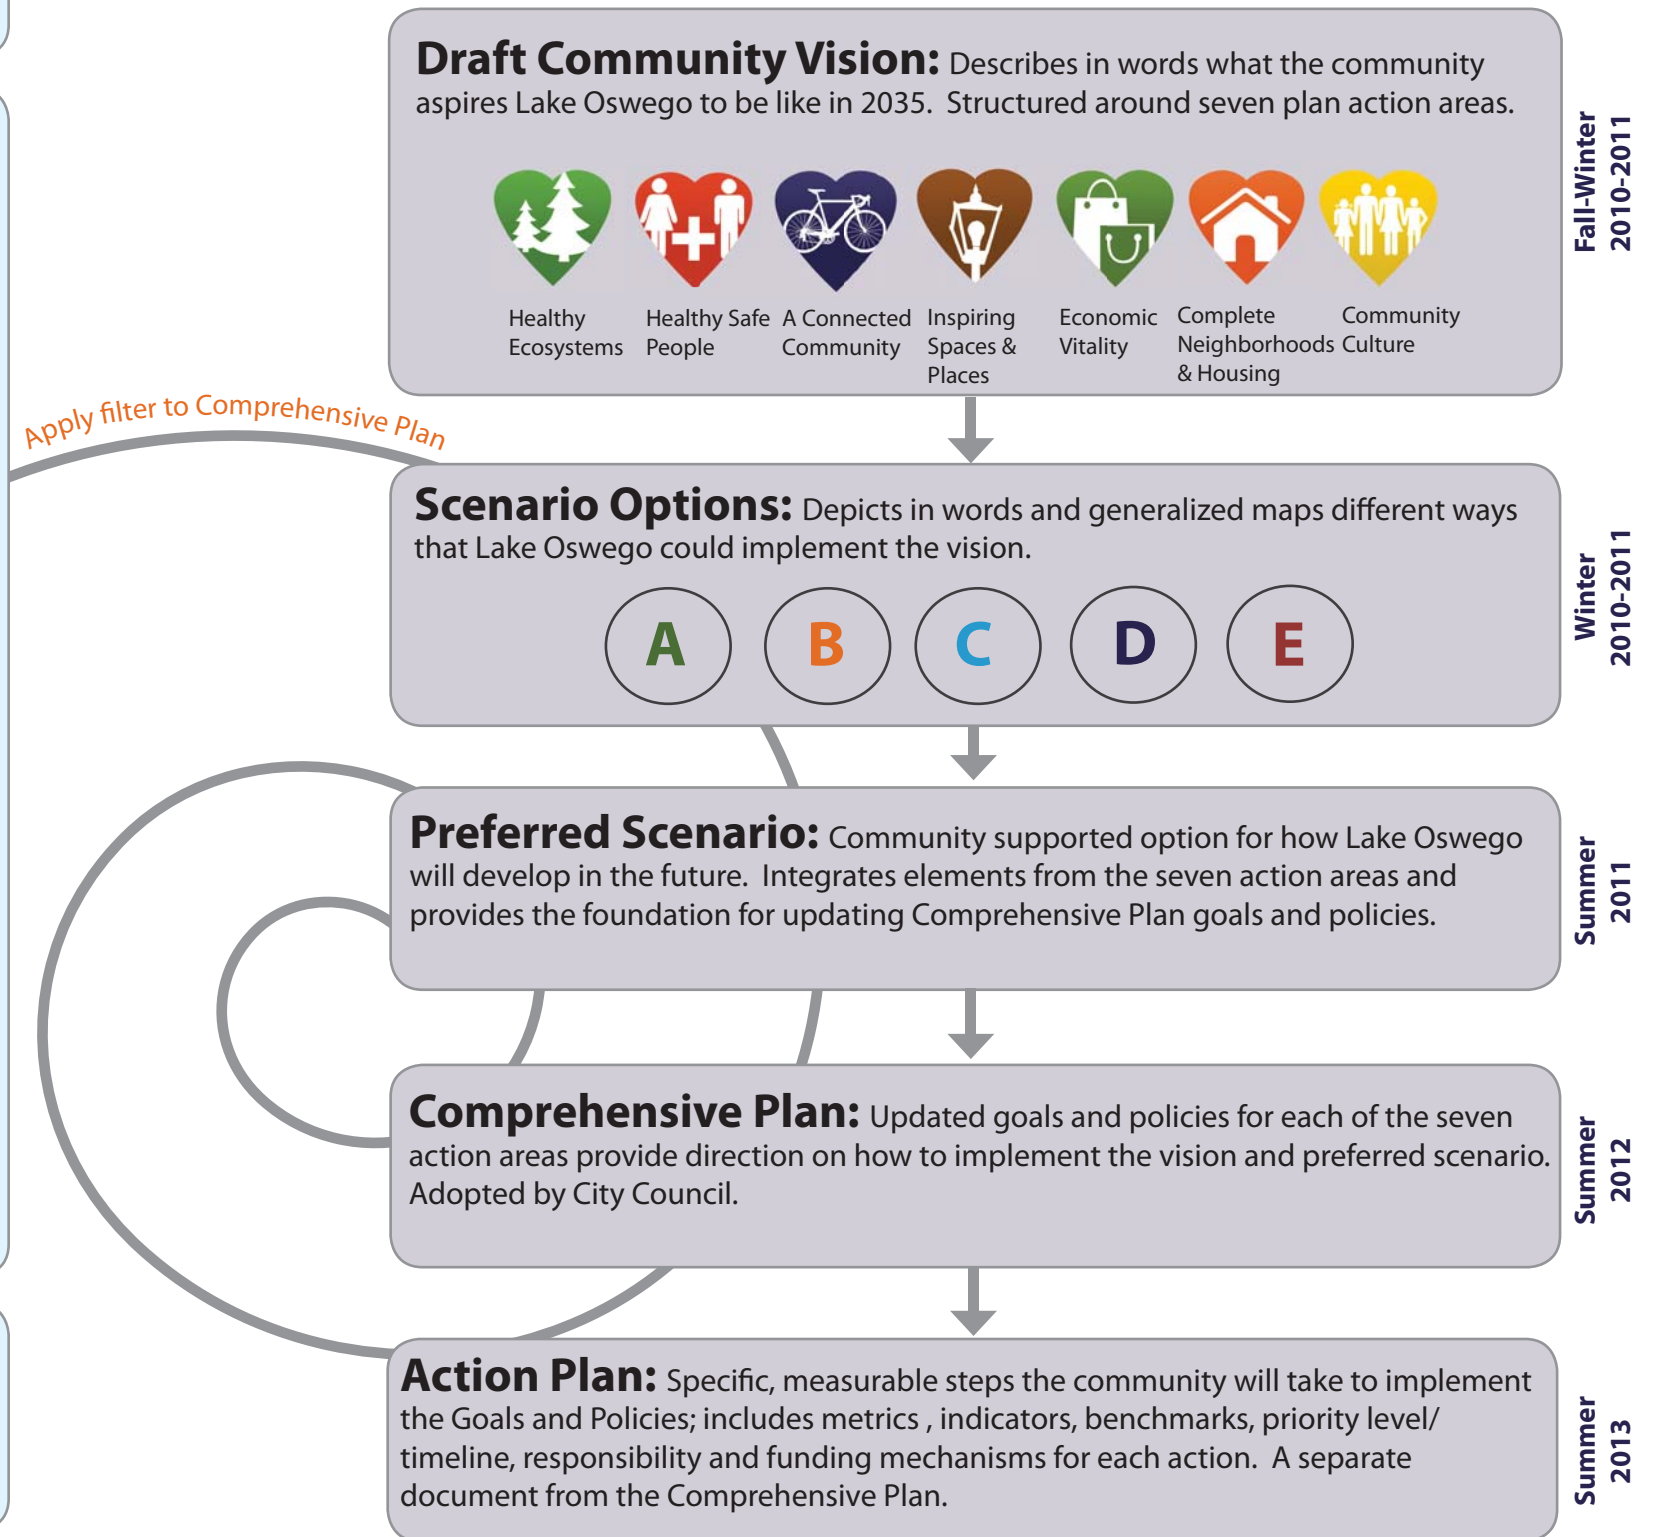 Draft Community Vision: Describes in words what the community
aspires Lake Oswego to be like in 2035. Structured around seven plan action areas.
Healthy
Ecosystems
Healthy Safe
People
A Connected
Community
Inspiring
Spaces &
Places
Economic
Vitality
Complete
Neighborhoods
& Housing
Community
Culture
Fall-Winter
2010-2011
Apply filter to Comprehensive Plan
Scenario Options: Depicts in words and generalized maps different ways
that Lake Oswego could implement the vision.
A B C D E
Winter
2010-2011
Preferred Scenario: Community supported option for how Lake Oswego
will develop in the future. Integrates elements from the seven action areas and
provides the foundation for updating Comprehensive Plan goals and policies.
Summer
2011
Comprehensive Plan: Updated goals and policies for each of the seven
action areas provide direction on how to implement the vision and preferred scenario.
Adopted by City Council.
Summer
2012
Action Plan: Specific, measurable steps the community will take to implement
the Goals and Policies; includes metrics , indicators, benchmarks, priority level/
timeline, responsibility and funding mechanisms for each action. A separate
document from the Comprehensive Plan.
Summer
2013